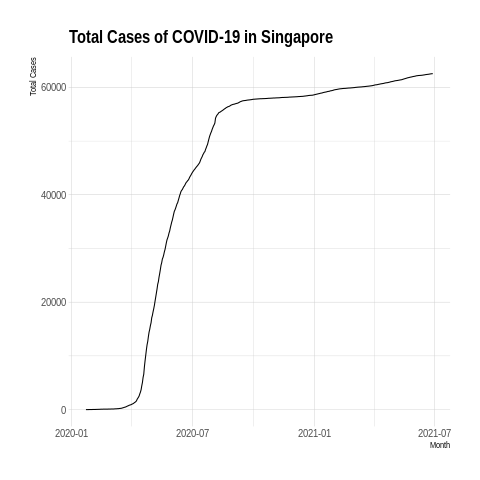 Total Cases of COVID-19 in Singapore
Total Cases
60000
40000
20000
0
2020-01
2020-07
2021-01
2021-07
Month